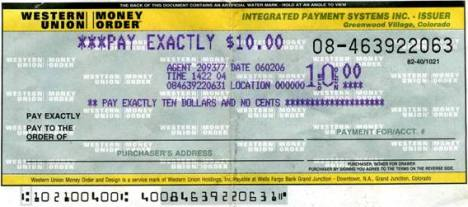 THE BACK OF THIS DOCUMENT CONTAINS AN ARTIFICIAL WATER MARK - HOLD AT AN ANGLE TO VIEW
WESTERN UNION MONEY ORDER
INTEGRATED PAYMENT SYSTEMS INC. - ISSUER
Greenwood Village, Colorado
***PAY EXACTLY $10.00
08-463922063
82-40/1021
AGENT 209377 DATE 060206
TIME 1422 04
084639220631 LOCATION 000000
10.00
** PAY EXACTLY TEN DOLLARS AND NO CENTS
PAY EXACTLY
PAY TO THE
ORDER OF
PAYMENT FOR/ACCT. #
PURCHASER'S ADDRESS
PURCHASER, SIGNER FOR DRAWER
PURCHASER BY SIGNING YOU AGREE TO THE TERMS ON THE REVERSE SIDE.
Western Union Money Order and Design is a service mark of Western Union Holdings, Inc. Payable at Wells Fargo Bank Grand Junction - Downtown, N.A., Grand Junction, Colorado
102100400 40084639220631